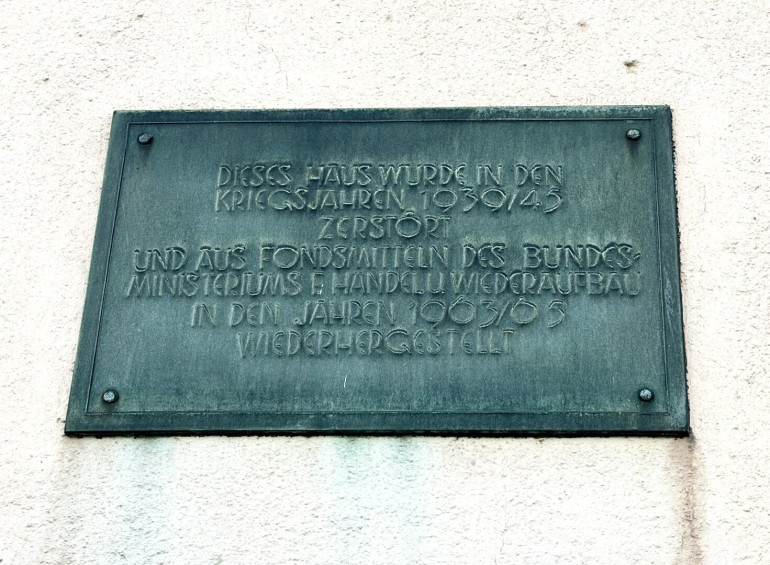 DIESES HAUS WURDE IN DEN
KRIEGSJAHREN 1939/45
ZERSTÖRT
UND AUS FONDSMITTELN DES BUNDES-
MINISTERIUMS F. HANDEL U. WIEDERAUFBAU
IN DEN JAHREN 1963/65
WIEDERHERGESTELLT